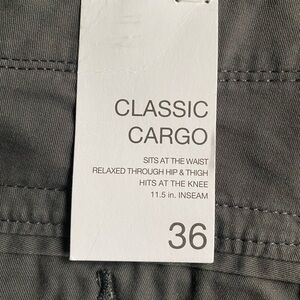 CLASSIC
CARGO
SITS AT THE WAIST
RELAXED THROUGH HIP & THIGH
HITS AT THE KNEE
11.5 in. INSEAM
36